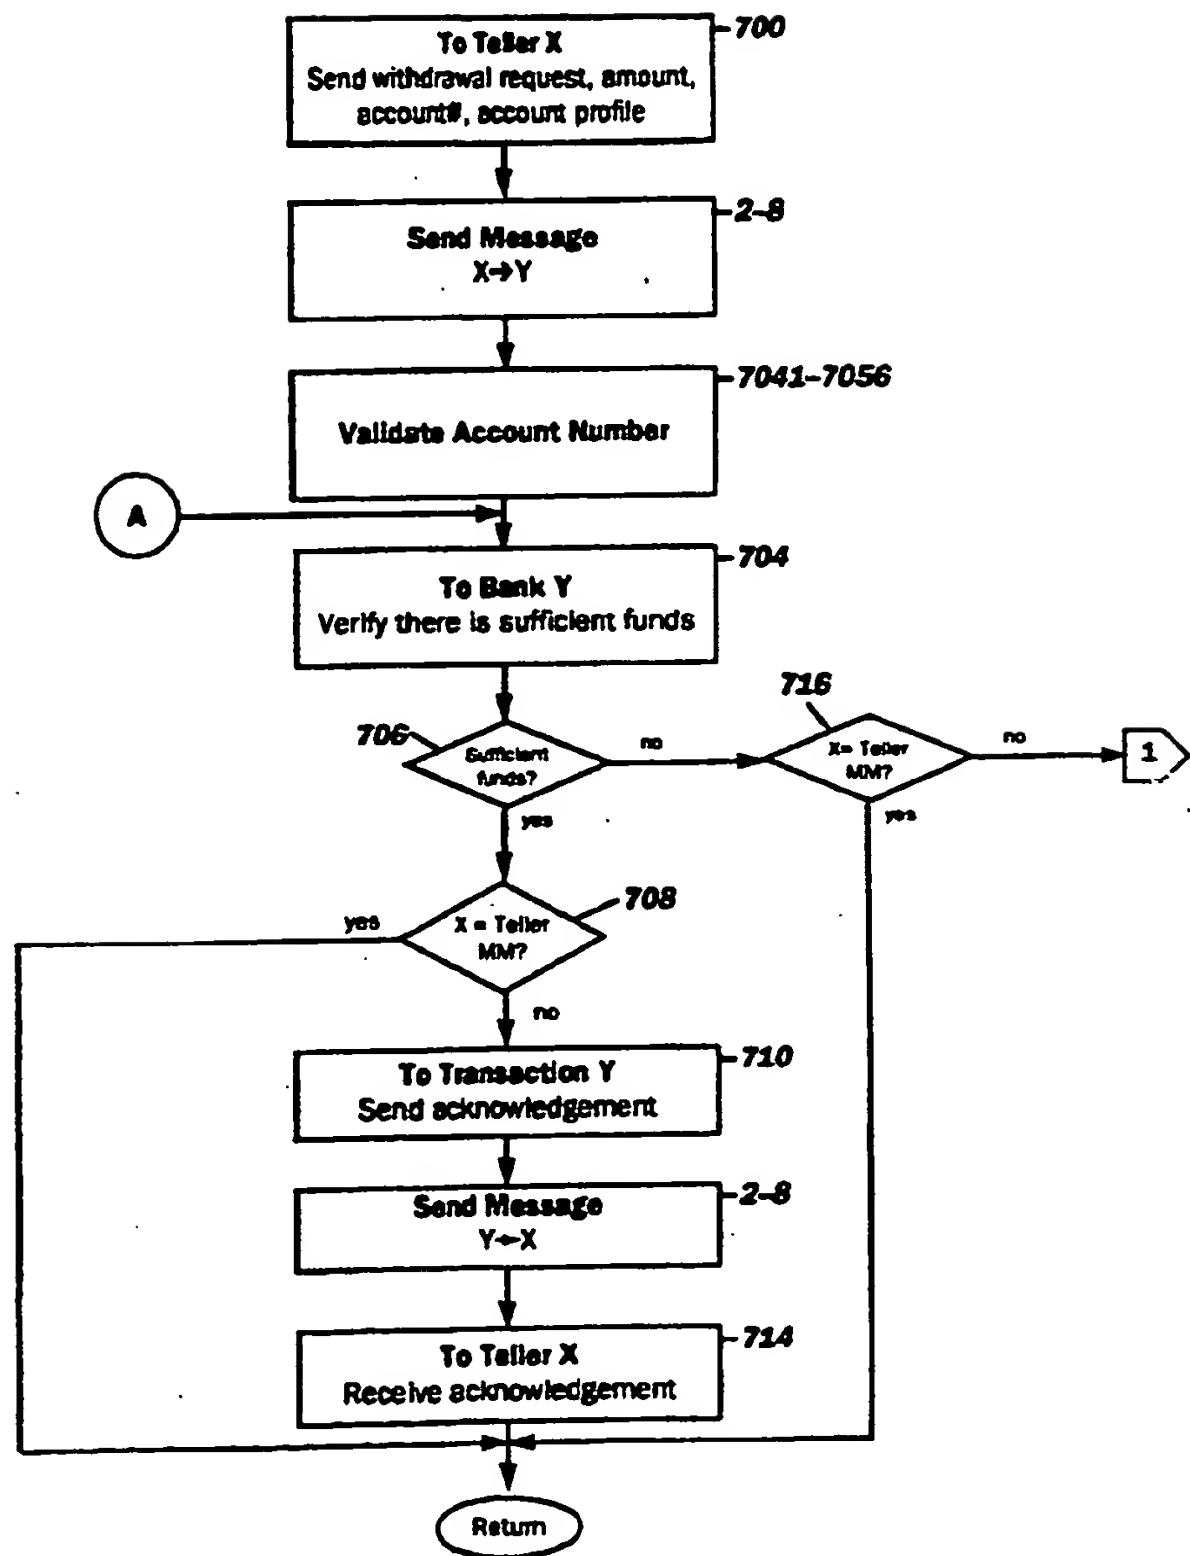 700
To Teller X
Send withdrawal request, amount,
account#, account profile
2-8
Send Message
X→Y
7041-7056
Validate Account Number
A
704
To Bank Y
Verify there is sufficient funds
716
706
Sufficient
funds?
no
X= Teller
MM?
no
1
yes
yes
708
yes
X = Teller
MM?
no
710
To Transaction Y
Send acknowledgement
2-8
Send Message
Y←X
714
To Teller X
Receive acknowledgement
Return